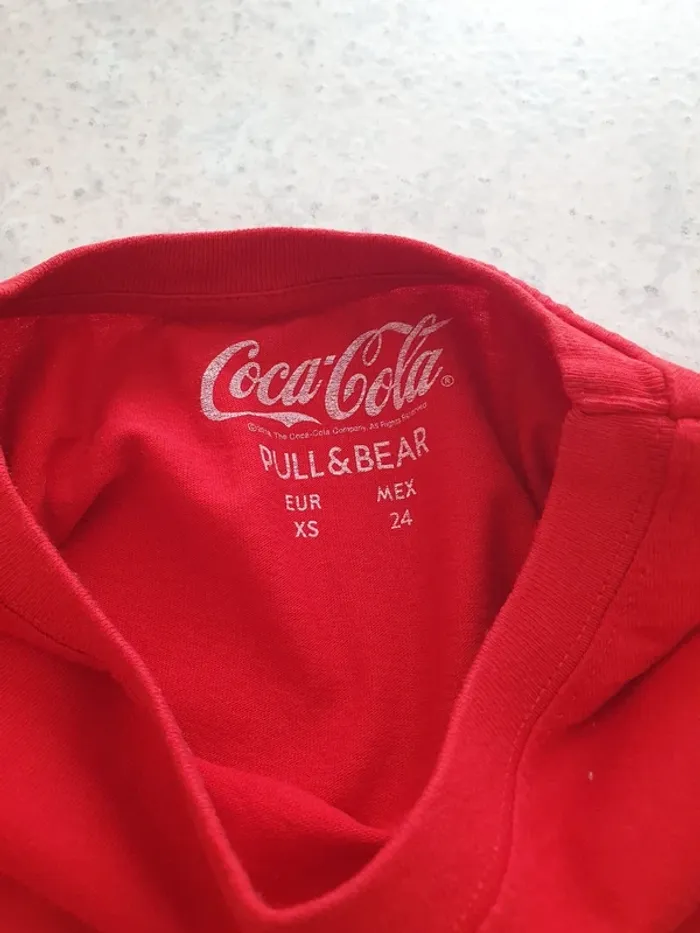 Coca-Cola®
The Coca-Cola Company. All Rights Reserved
PULL&BEAR
EUR MEX
XS 24